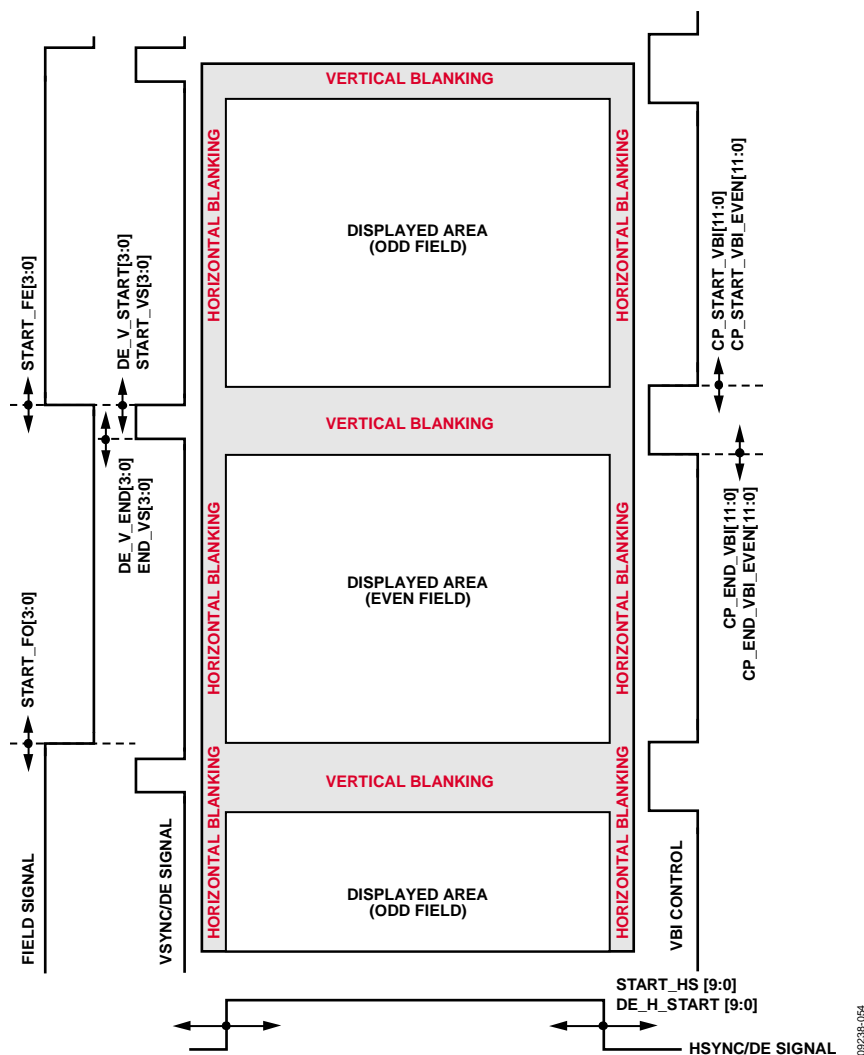 VERTICAL BLANKING
HORIZONTAL BLANKING
HORIZONTAL BLANKING
DISPLAYED AREA
(ODD FIELD)
START_FE[3:0]
DE_V_START[3:0]
START_VS[3:0]
CP_START_VBI[11:0]
CP_START_VBI_EVEN[11:0]
VERTICAL BLANKING
DE_V_END[3:0]
END_VS[3:0]
CP_END_VBI[11:0]
CP_END_VBI_EVEN[11:0]
HORIZONTAL BLANKING
HORIZONTAL BLANKING
DISPLAYED AREA
(EVEN FIELD)
START_FO[3:0]
VERTICAL BLANKING
HORIZONTAL BLANKING
HORIZONTAL BLANKING
DISPLAYED AREA
(ODD FIELD)
FIELD SIGNAL
VSYNC/DE SIGNAL
VBI CONTROL
START_HS [9:0]
DE_H_START [9:0]
HSYNC/DE SIGNAL
09238-054